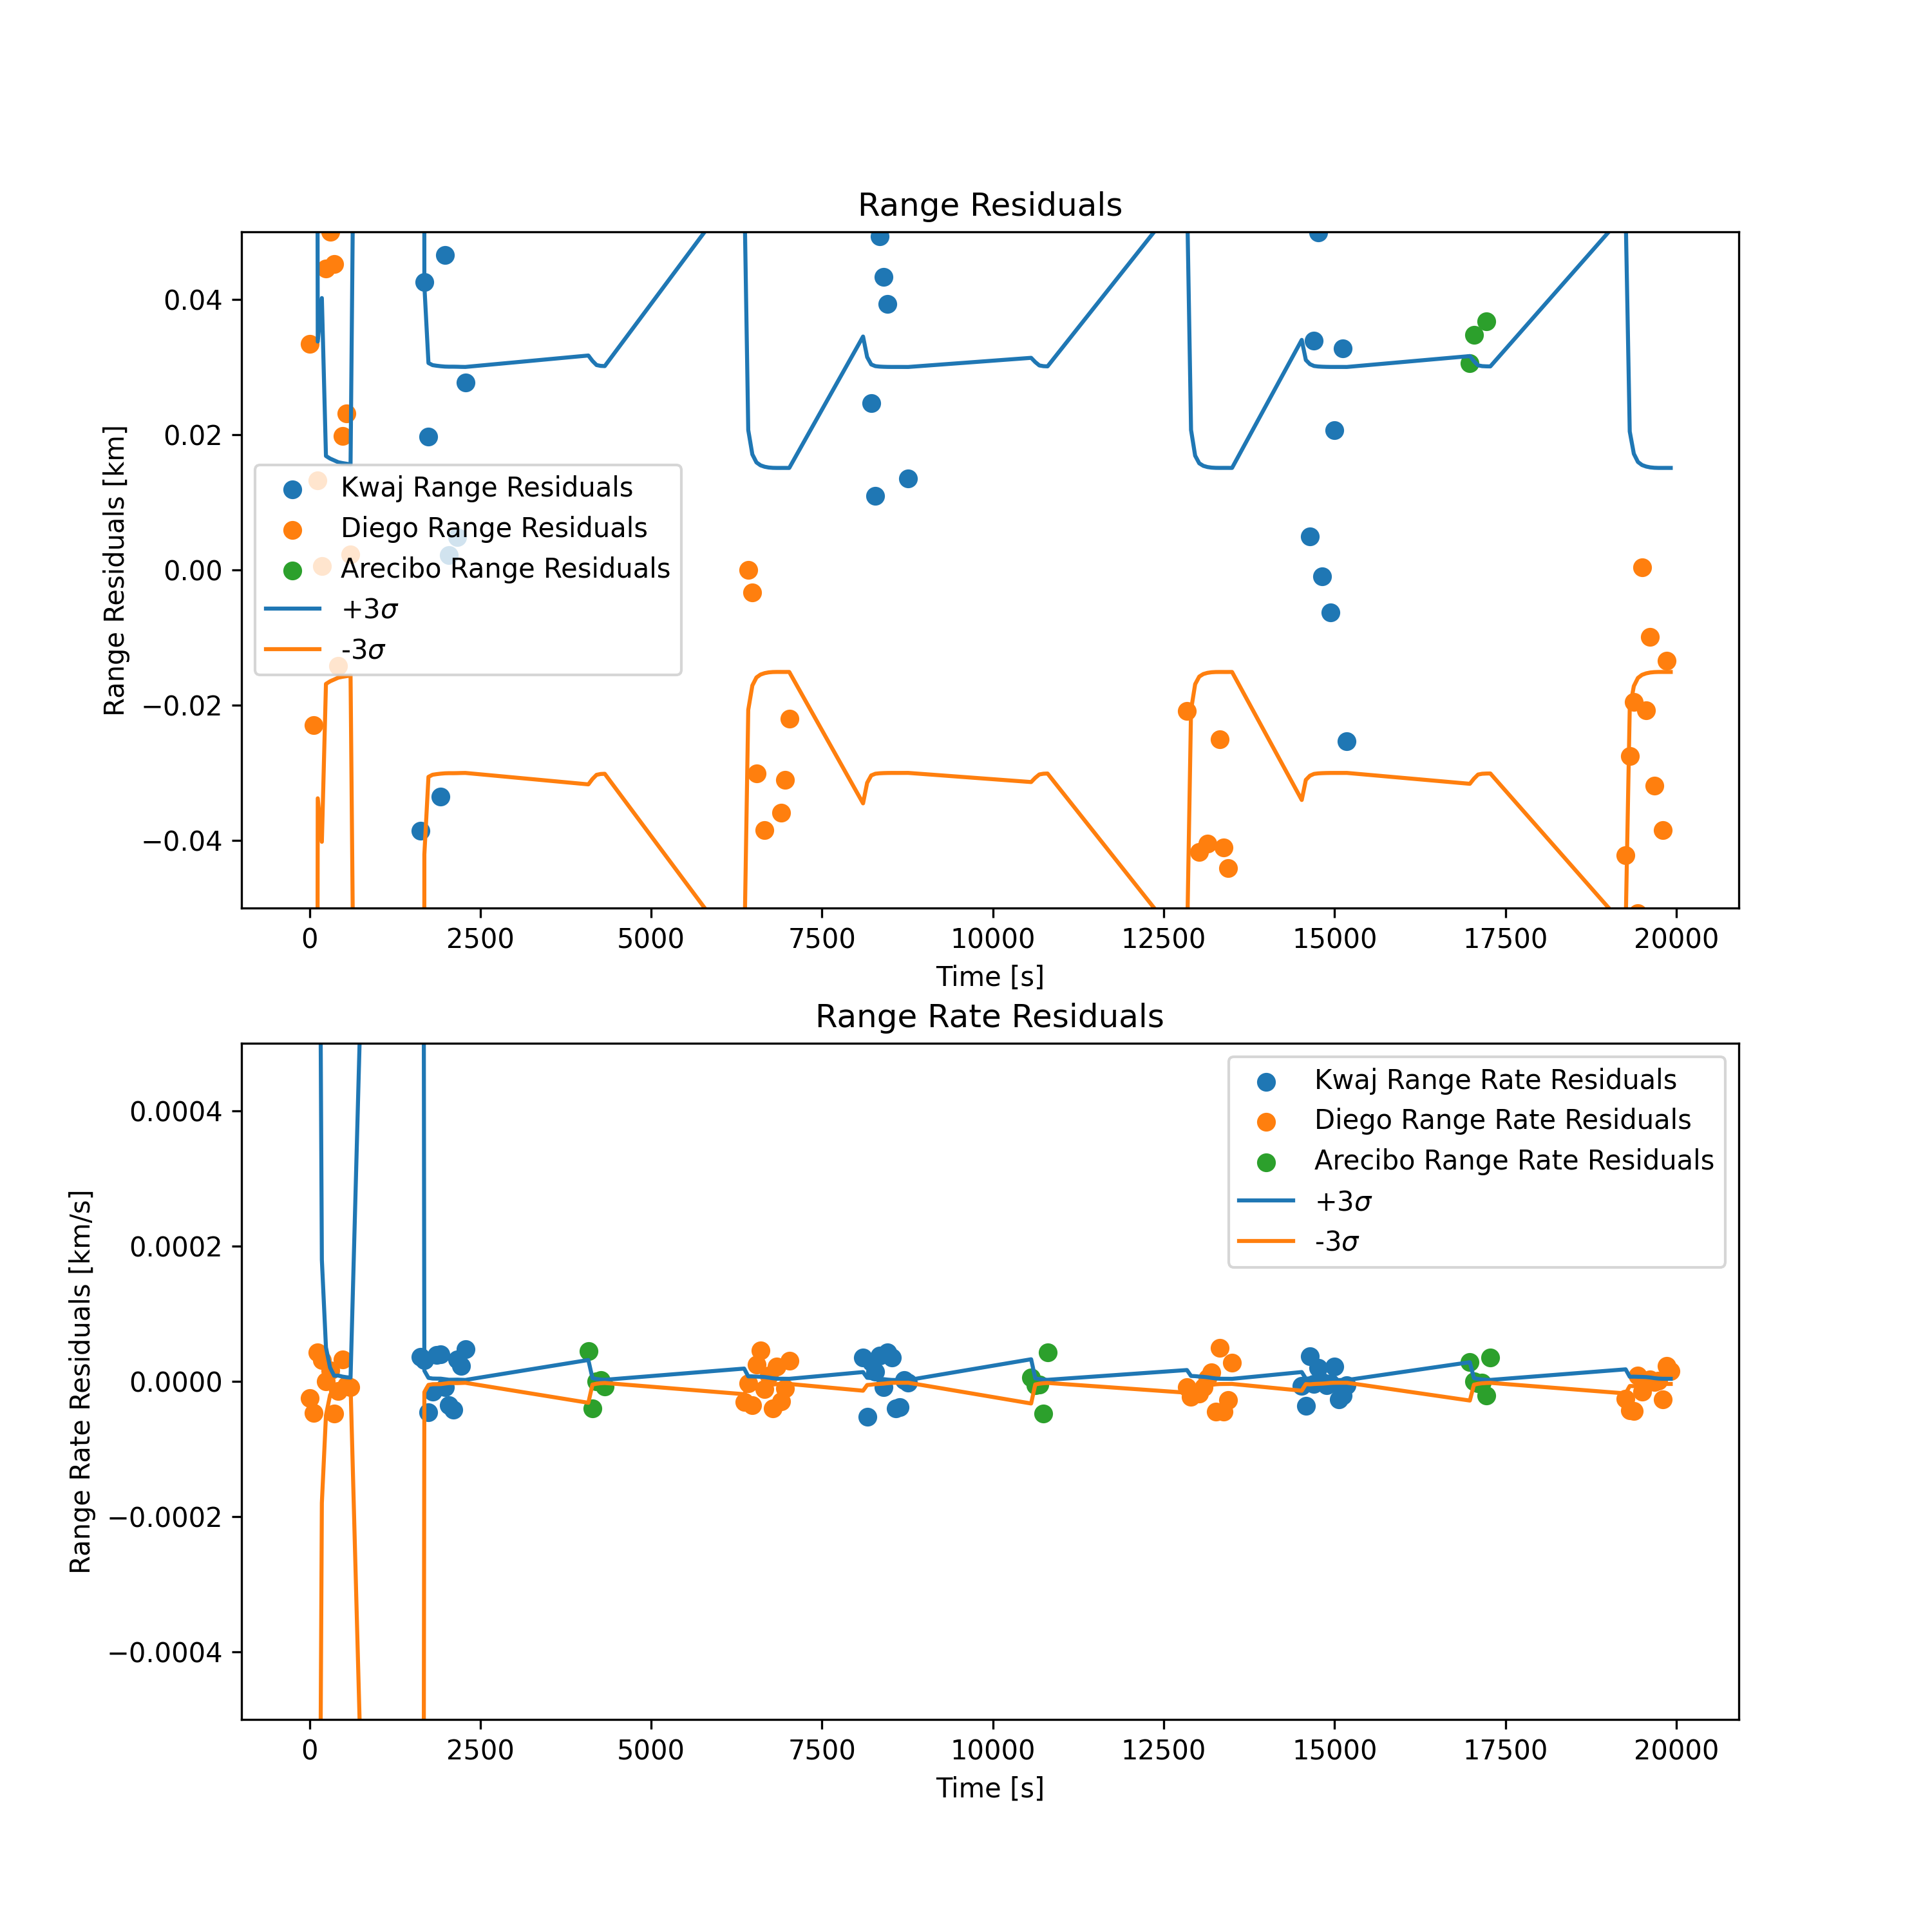 Range Residuals
0.04
0.02
0.00
−0.02
−0.04
Range Residuals [km]
Kwaj Range Residuals
Diego Range Residuals
Arecibo Range Residuals
+3σ
-3σ
0 2500 5000 7500 10000 12500 15000 17500 20000
Time [s]
Range Rate Residuals
0.0004
0.0002
0.0000
−0.0002
−0.0004
Range Rate Residuals [km/s]
Kwaj Range Rate Residuals
Diego Range Rate Residuals
Arecibo Range Rate Residuals
+3σ
-3σ
0 2500 5000 7500 10000 12500 15000 17500 20000
Time [s]